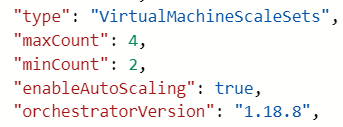 "type": "VirtualMachineScaleSets",
"maxCount": 4,
"minCount": 2,
"enableAutoScaling": true,
"orchestratorVersion": "1.18.8",